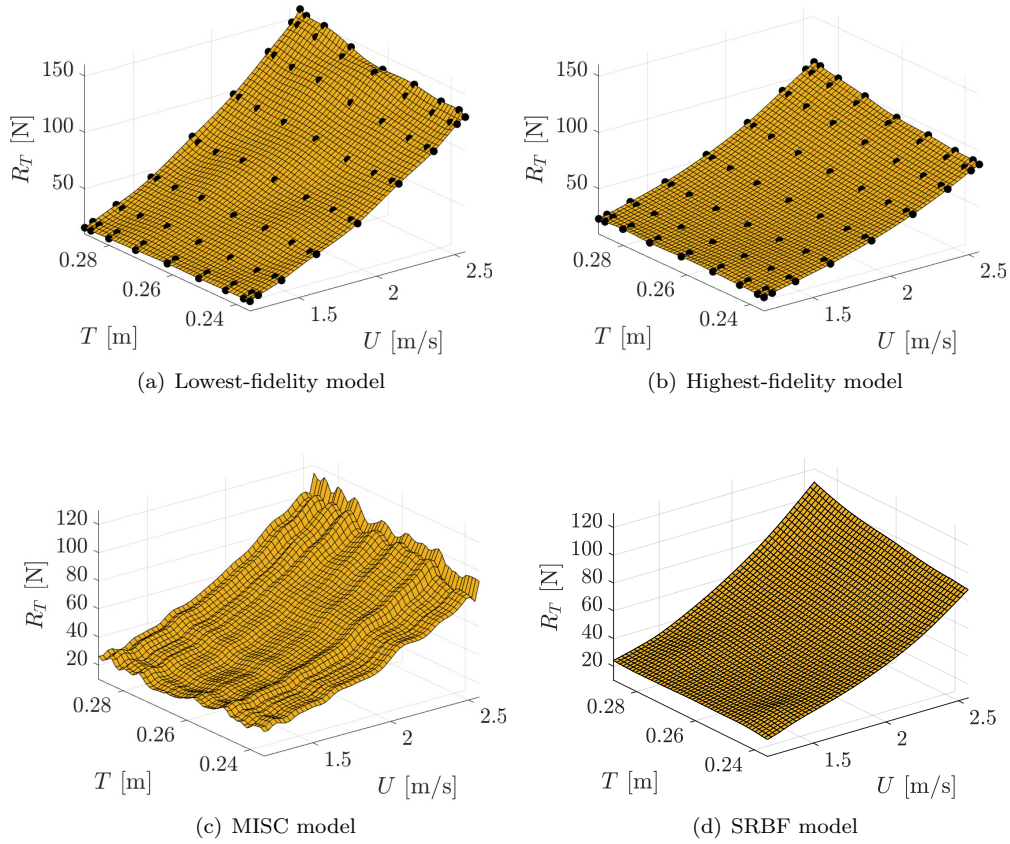 150
100
50
R_T [N]
0.28
0.26
0.24
T [m]
1.5
2
2.5
U [m/s]
(a) Lowest-fidelity model
150
100
50
R_T [N]
0.28
0.26
0.24
T [m]
1.5
2
2.5
U [m/s]
(b) Highest-fidelity model
120
100
80
60
40
20
R_T [N]
0.28
0.26
0.24
T [m]
1.5
2
2.5
U [m/s]
(c) MISC model
120
100
80
60
40
20
R_T [N]
0.28
0.26
0.24
T [m]
1.5
2
2.5
U [m/s]
(d) SRBF model